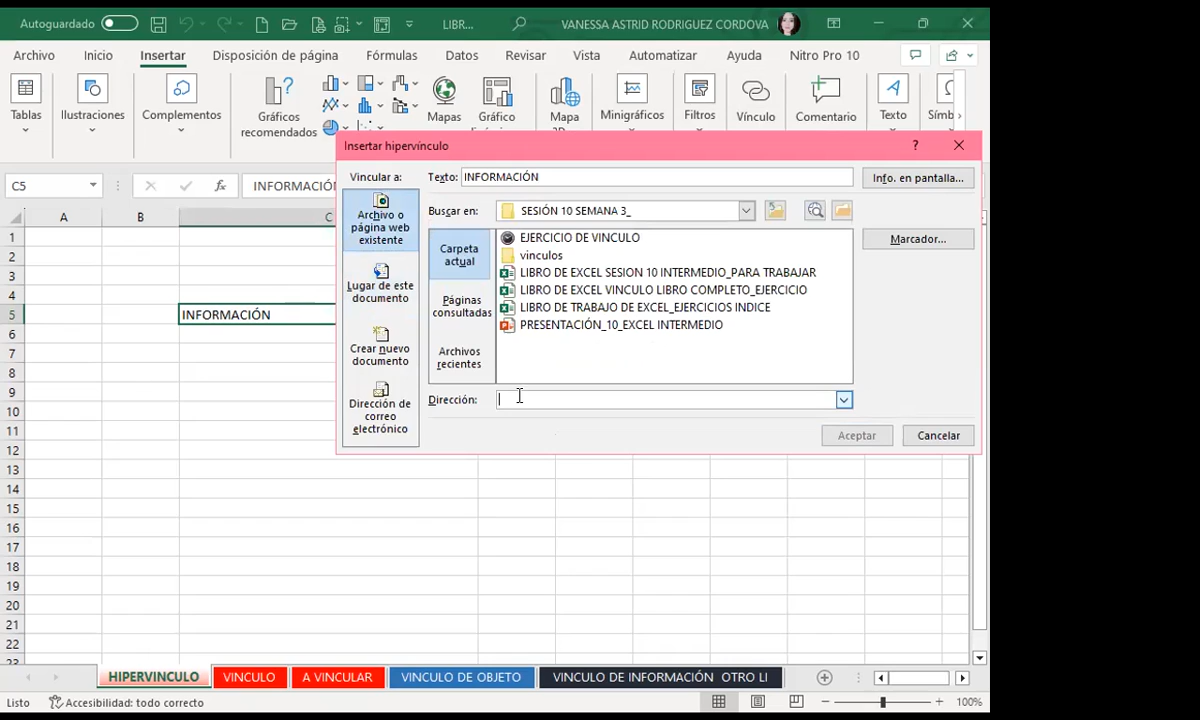 Autoguardado LIBR... VANESSA ASTRID RODRIGUEZ CORDOVA
Archivo Inicio Insertar Disposición de página Fórmulas Datos Revisar Vista Automatizar Ayuda Nitro Pro 10
Tablas Ilustraciones Complementos Gráficos recomendados Mapas Gráfico Mapa Minigráficos Filtros Vínculo Comentario Texto Símb
C5 fx INFORMACIÓN
Insertar hipervínculo ?
Vincular a: Texto: INFORMACIÓN Info. en pantalla...
Archivo o
página web
existente
Buscar en: SESIÓN 10 SEMANA 3_
Marcador...
Lugar de este
documento
Crear nuevo
documento
Dirección de
correo
electrónico
Carpeta
actual
Páginas
consultadas
Archivos
recientes
EJERCICIO DE VINCULO
vinculos
LIBRO DE EXCEL SESION 10 INTERMEDIO_PARA TRABAJAR
LIBRO DE EXCEL VINCULO LIBRO COMPLETO_EJERCICIO
LIBRO DE TRABAJO DE EXCEL_EJERCICIOS INDICE
PRESENTACIÓN_10_EXCEL INTERMEDIO
Dirección:
Aceptar Cancelar
A B C
1
2
3
4
5 INFORMACIÓN
6
7
8
9
10
11
12
13
14
15
16
17
18
19
20
21
22
HIPERVINCULO VINCULO A VINCULAR VINCULO DE OBJETO VINCULO DE INFORMACIÓN OTRO LI
Listo Accesibilidad: todo correcto 100%